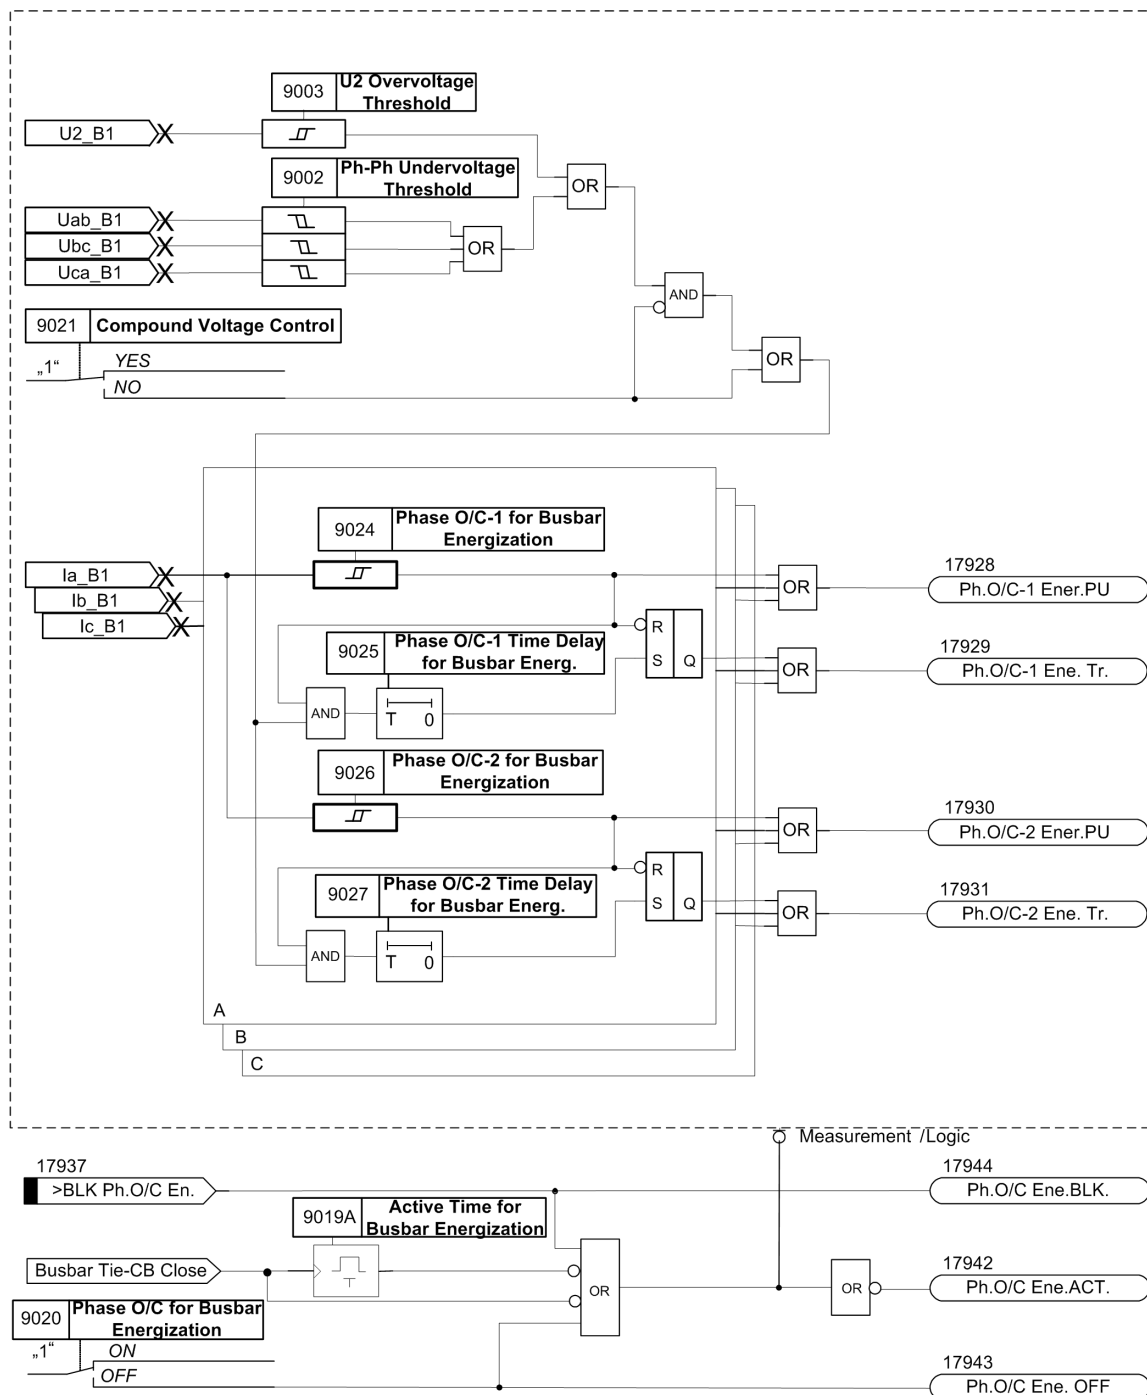 9003
U2 Overvoltage
Threshold
U2_B1
9002
Ph-Ph Undervoltage
Threshold
OR
Uab_B1
Ubc_B1
Uca_B1
OR
AND
9021
Compound Voltage Control
„1“
YES
NO
OR
9024
Phase O/C-1 for Busbar
Energization
Ia_B1
Ib_B1
Ic_B1
OR
17928
Ph.O/C-1 Ener.PU
9025
Phase O/C-1 Time Delay
for Busbar Energ.
R
S Q
OR
17929
Ph.O/C-1 Ene. Tr.
AND
T 0
9026
Phase O/C-2 for Busbar
Energization
OR
17930
Ph.O/C-2 Ener.PU
9027
Phase O/C-2 Time Delay
for Busbar Energ.
R
S Q
OR
17931
Ph.O/C-2 Ene. Tr.
AND
T 0
A
B
C
Measurement /Logic
17937
>BLK Ph.O/C En.
17944
Ph.O/C Ene.BLK.
9019A
Active Time for
Busbar Energization
Busbar Tie-CB Close
T
OR
OR
17942
Ph.O/C Ene.ACT.
9020
Phase O/C for Busbar
Energization
„1“
ON
OFF
17943
Ph.O/C Ene. OFF